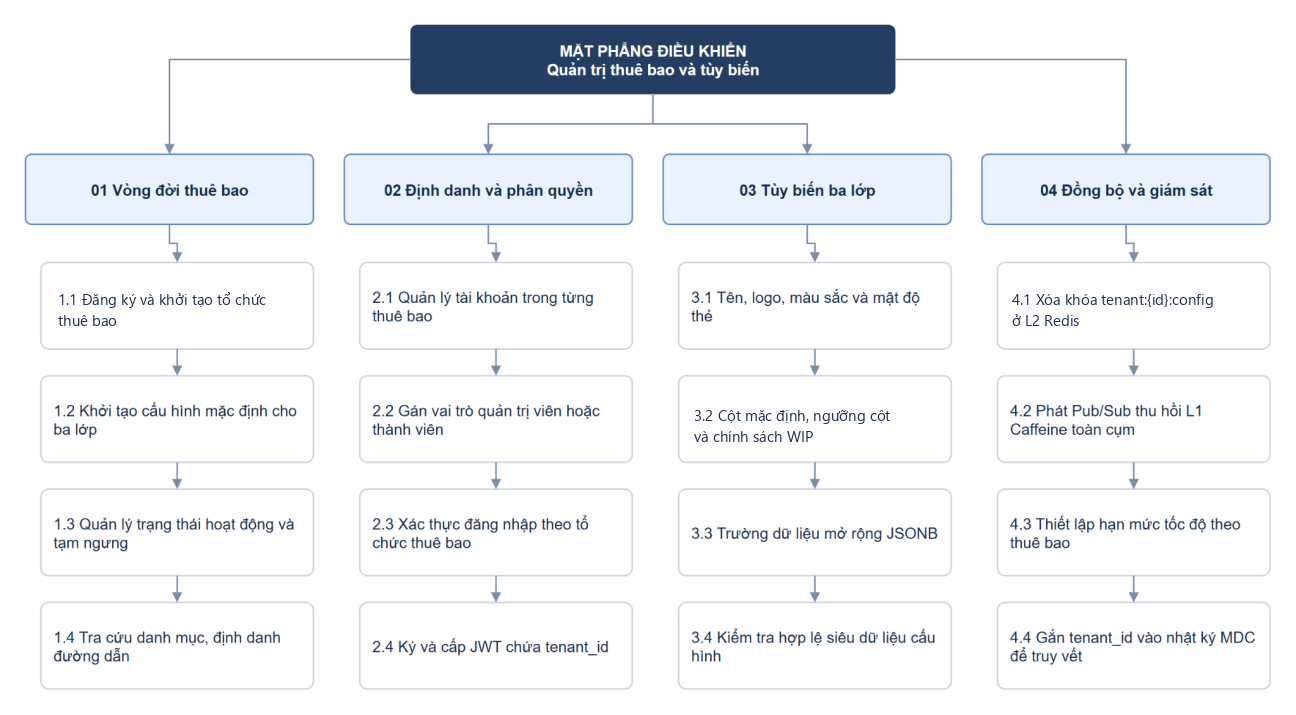 MẶT PHẲNG ĐIỀU KHIỂN
Quản trị thuê bao và tùy biến
01 Vòng đời thuê bao
1.1 Đăng ký và khởi tạo tổ chức
thuê bao
1.2 Khởi tạo cấu hình mặc định cho
ba lớp
1.3 Quản lý trạng thái hoạt động và
tạm ngưng
1.4 Tra cứu danh mục, định danh
đường dẫn
02 Định danh và phân quyền
2.1 Quản lý tài khoản trong từng
thuê bao
2.2 Gán vai trò quản trị viên hoặc
thành viên
2.3 Xác thực đăng nhập theo tổ
chức thuê bao
2.4 Ký và cấp JWT chứa tenant_id
03 Tùy biến ba lớp
3.1 Tên, logo, màu sắc và mật độ
thẻ
3.2 Cột mặc định, ngưỡng cột
và chính sách WIP
3.3 Trường dữ liệu mở rộng JSONB
3.4 Kiểm tra hợp lệ siêu dữ liệu cấu
hình
04 Đồng bộ và giám sát
4.1 Xóa khóa tenant:{id}:config
ở L2 Redis
4.2 Phát Pub/Sub thu hồi L1
Caffeine toàn cụm
4.3 Thiết lập hạn mức tốc độ theo
thuê bao
4.4 Gắn tenant_id vào nhật ký MDC
để truy vết